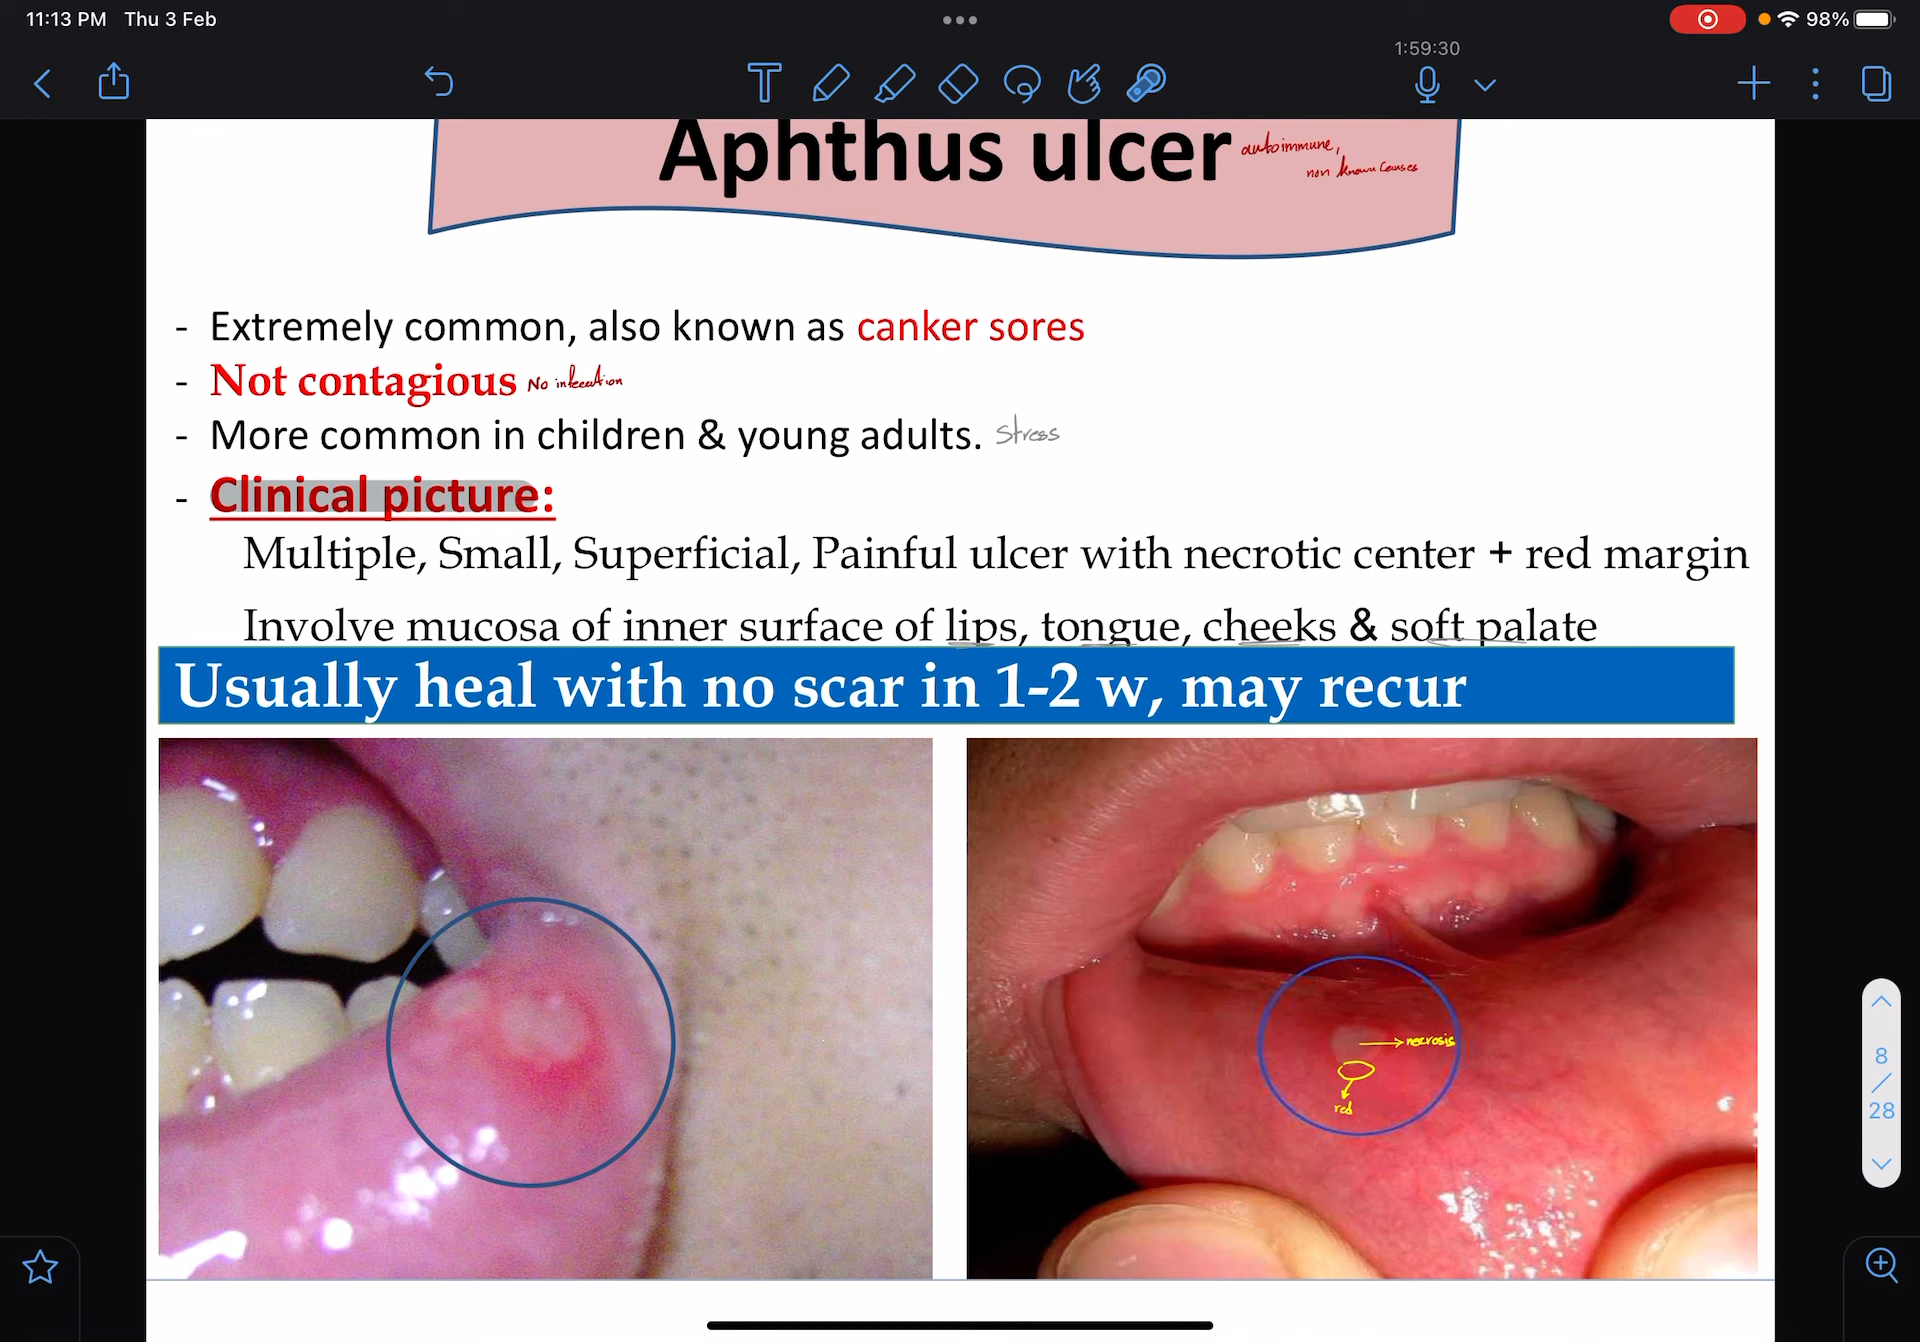 11:13 PM Thu 3 Feb
98%
1:59:30
Aphthus ulcer autoimmune,
non known causes
- Extremely common, also known as canker sores
- Not contagious No infecetion
- More common in children & young adults. Stress
- Clinical picture:
Multiple, Small, Superficial, Painful ulcer with necrotic center + red margin
Involve mucosa of inner surface of lips, tongue, cheeks & soft palate
Usually heal with no scar in 1-2 w, may recur
necrosis
red
8
/
28